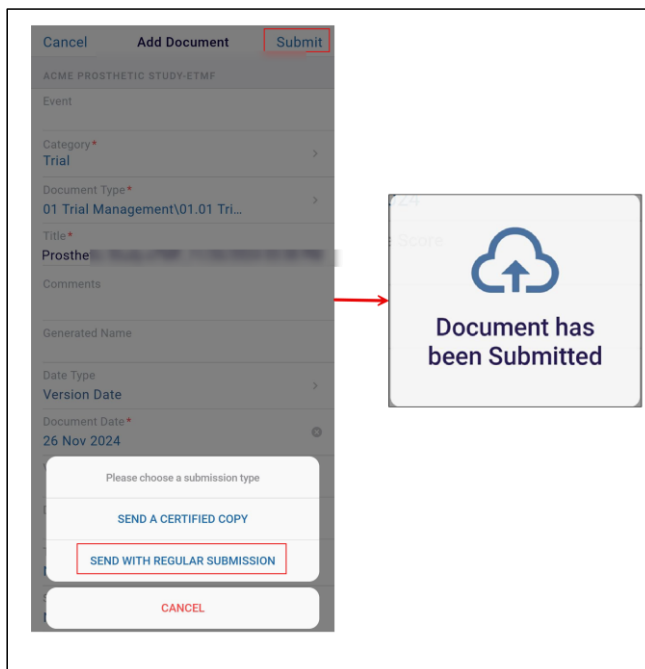 Cancel Add Document Submit
ACME PROSTHETIC STUDY-ETMF
Event
Category*
Trial
Document Type*
01 Trial Management\01.01 Tri...
Title*
Prosthe
Comments
Generated Name
Date Type
Version Date
Document Date*
26 Nov 2024
Please choose a submission type
SEND A CERTIFIED COPY
SEND WITH REGULAR SUBMISSION
CANCEL
Score
Document has
been Submitted